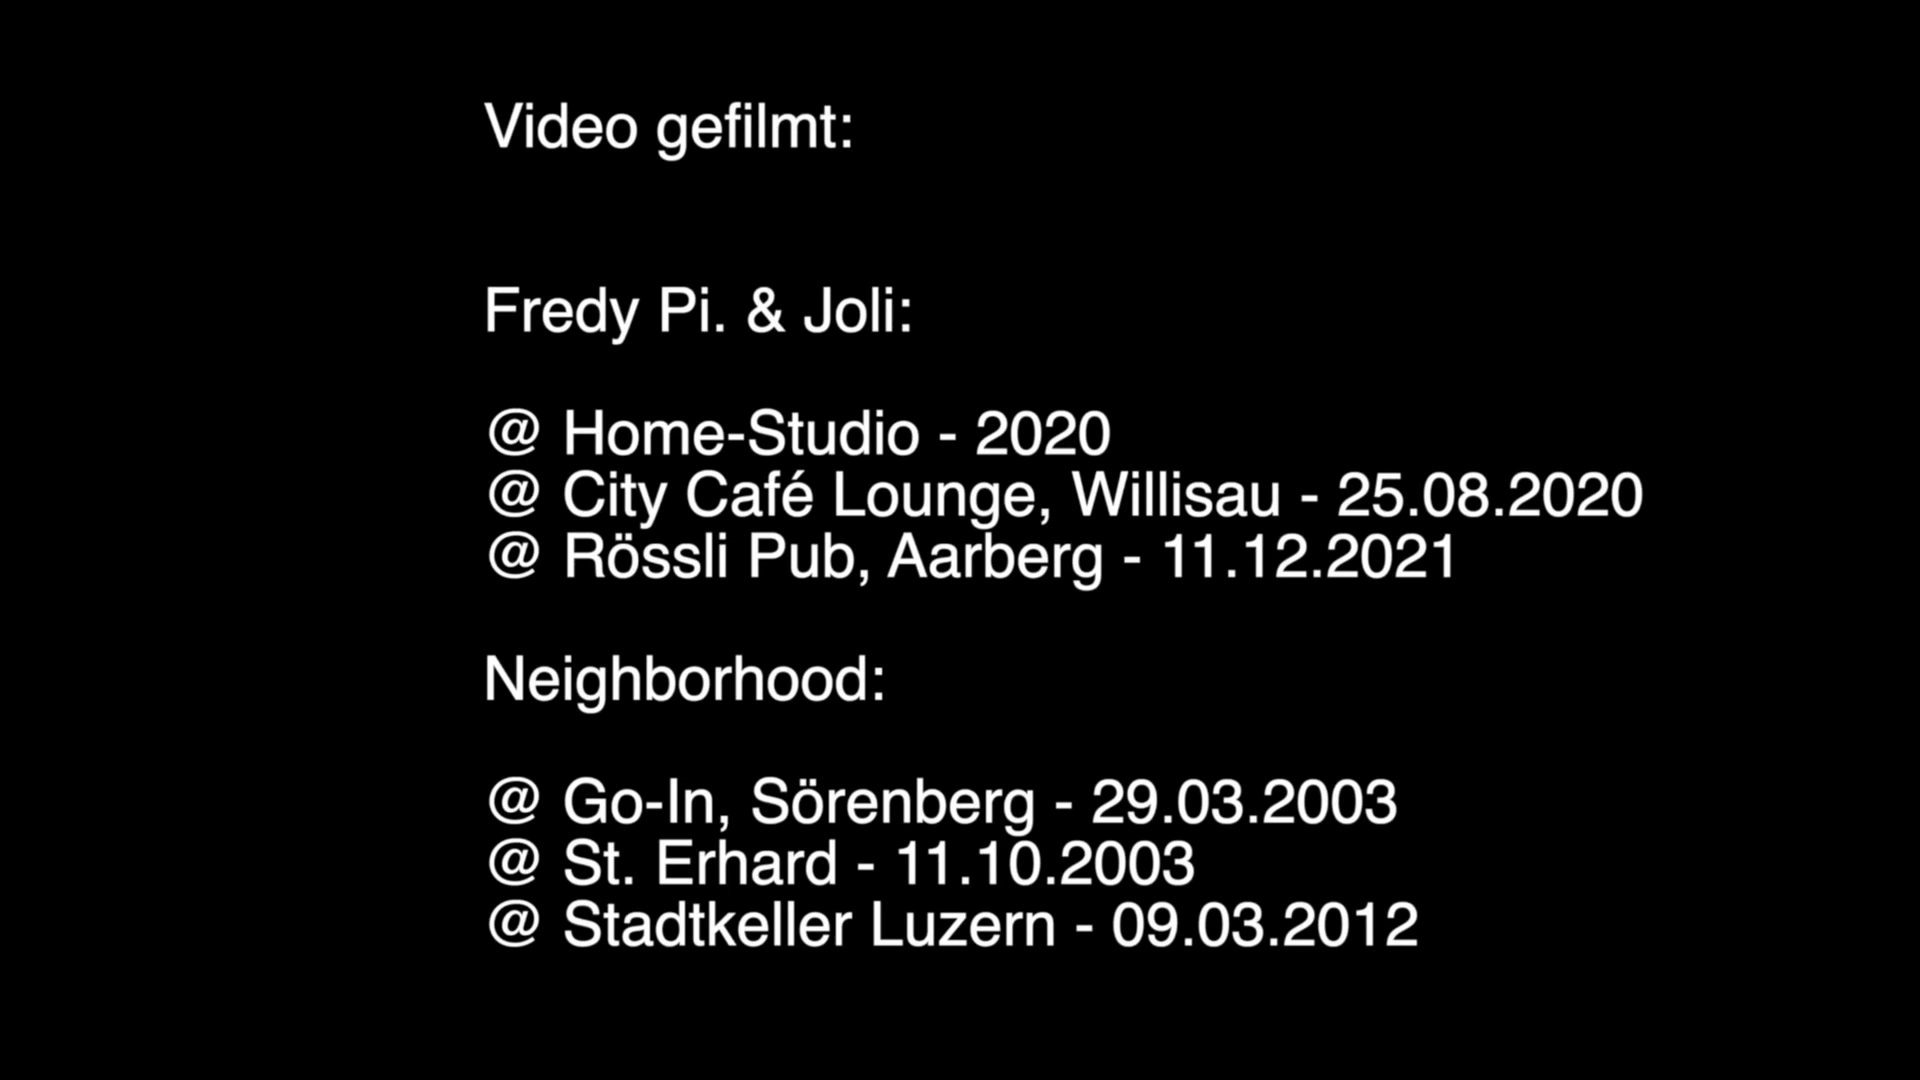 Video gefilmt:
Fredy Pi. & Joli:
@ Home-Studio - 2020
@ City Café Lounge, Willisau - 25.08.2020
@ Rössli Pub, Aarberg - 11.12.2021
Neighborhood:
@ Go-In, Sörenberg - 29.03.2003
@ St. Erhard - 11.10.2003
@ Stadtkeller Luzern - 09.03.2012